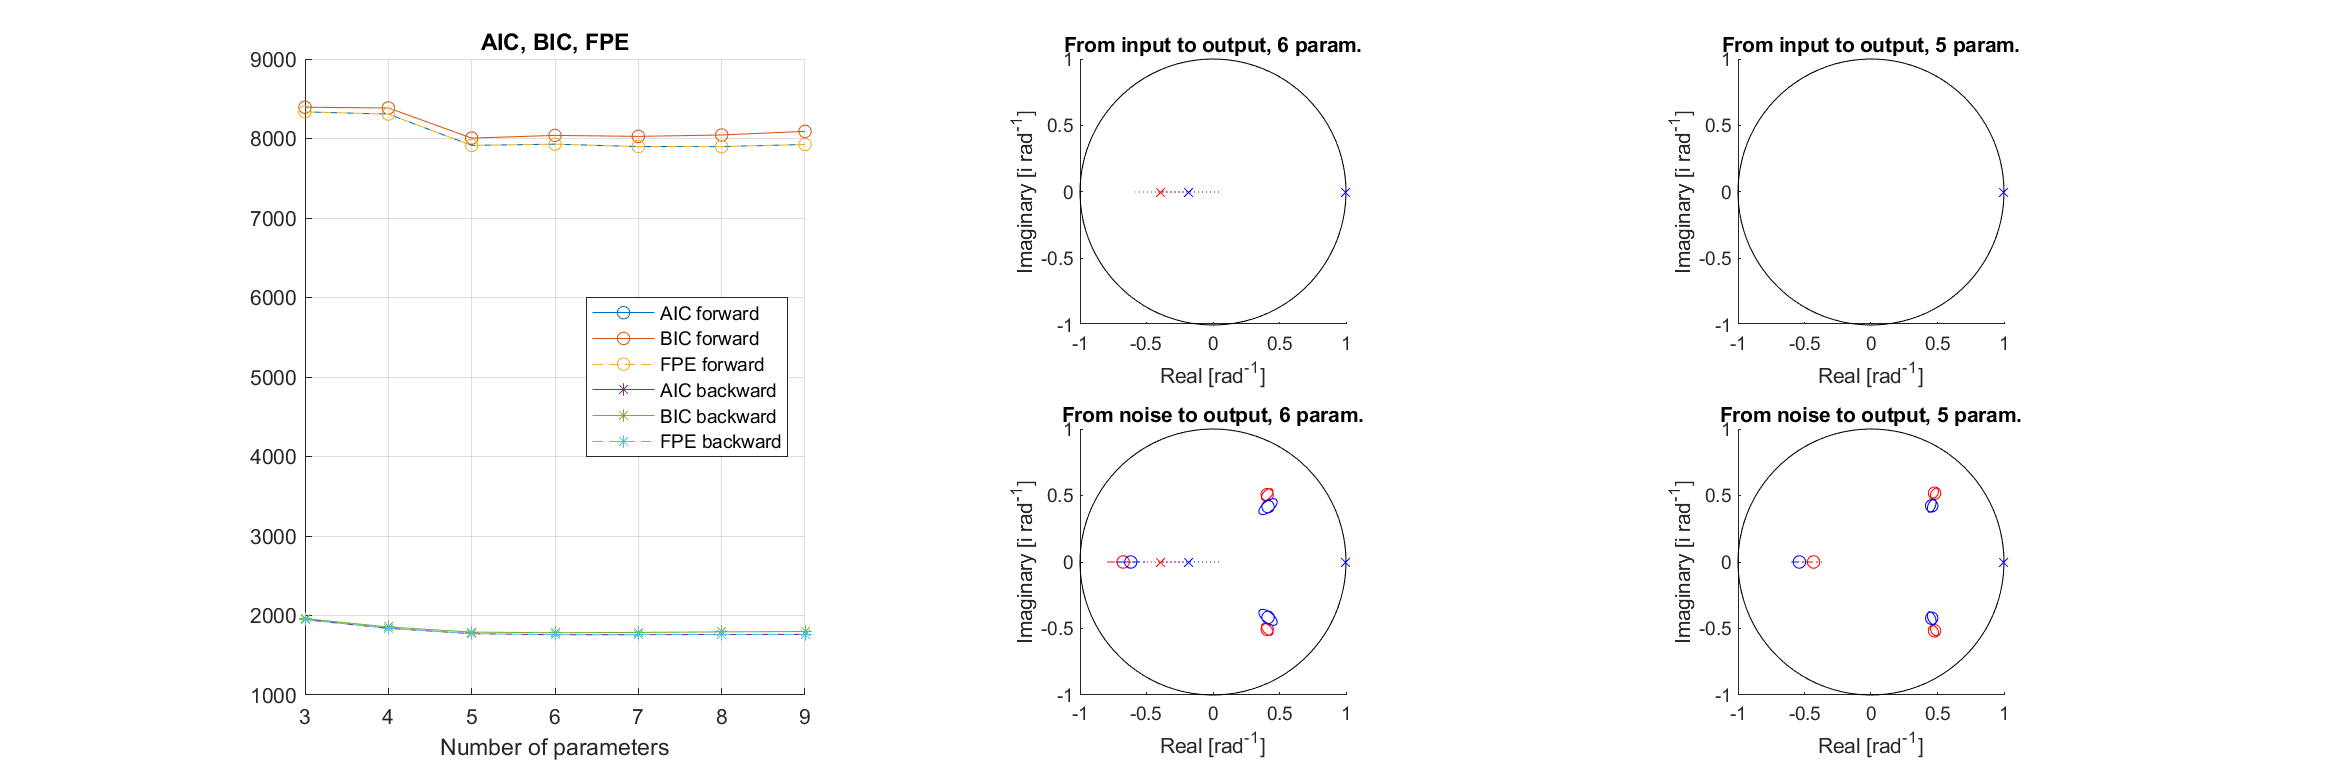 AIC, BIC, FPE
9000
8000
7000
6000
5000
4000
3000
2000
1000
3 4 5 6 7 8 9
Number of parameters
AIC forward
BIC forward
FPE forward
AIC backward
BIC backward
FPE backward
From input to output, 6 param.
1
0.5
0
-0.5
-1
-1 -0.5 0 0.5 1
Imaginary [i rad-1]
Real [rad-1]
From input to output, 5 param.
1
0.5
0
-0.5
-1
-1 -0.5 0 0.5 1
Imaginary [i rad-1]
Real [rad-1]
From noise to output, 6 param.
1
0.5
0
-0.5
-1
-1 -0.5 0 0.5 1
Imaginary [i rad-1]
Real [rad-1]
From noise to output, 5 param.
1
0.5
0
-0.5
-1
-1 -0.5 0 0.5 1
Imaginary [i rad-1]
Real [rad-1]